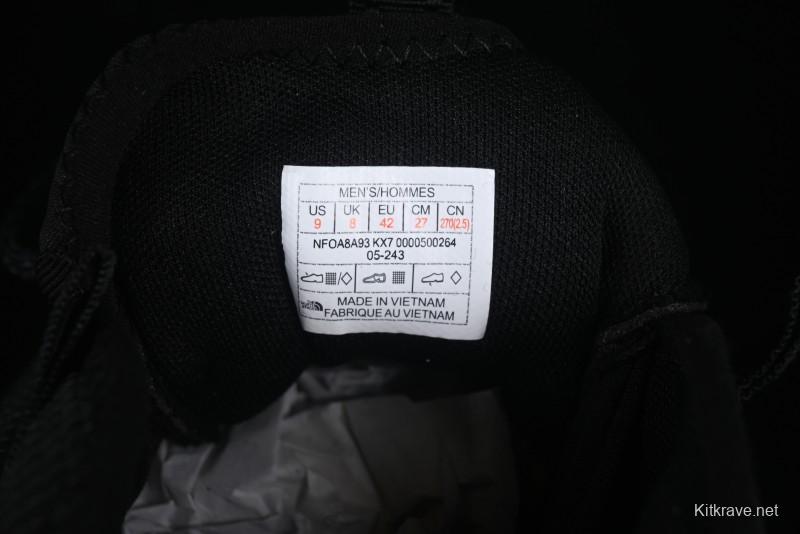 MEN'S/HOMMES
US UK EU CM CN
9 8 42 27 270(2.5)
NFOA8A93 KX7 0000500264
05-243
MADE IN VIETNAM
FABRIQUE AU VIETNAM
Kitkrave.net